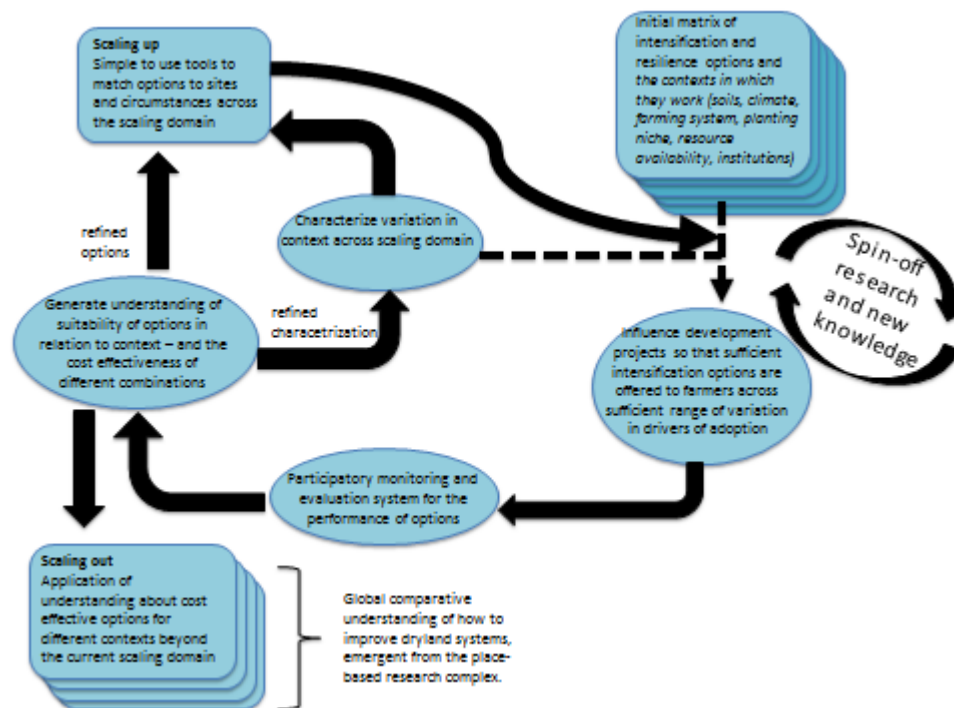 Scaling up
Simple to use tools to
match options to sites
and circumstances across
the scaling domain
Initial matrix of
intensification and
resilience options and
the contexts in which
they work (soils, climate,
farming system, planting
niche, resource
availability, institutions)
Characterize variation in
context across scaling domain
refined
options
Spin-off
research
and new
knowledge
Generate understanding of
suitability of options in
relation to context – and the
cost effectiveness of
different combinations
refined
characetrization
Influence development
projects so that sufficient
intensification options are
offered to farmers across
sufficient range of variation
in drivers of adoption
Participatory monitoring and
evaluation system for the
performance of options
Scaling out
Application of
understanding about cost
effective options for
different contexts beyond
the current scaling domain
Global comparative
understanding of how to
improve dryland systems,
emergent from the place-
based research complex.